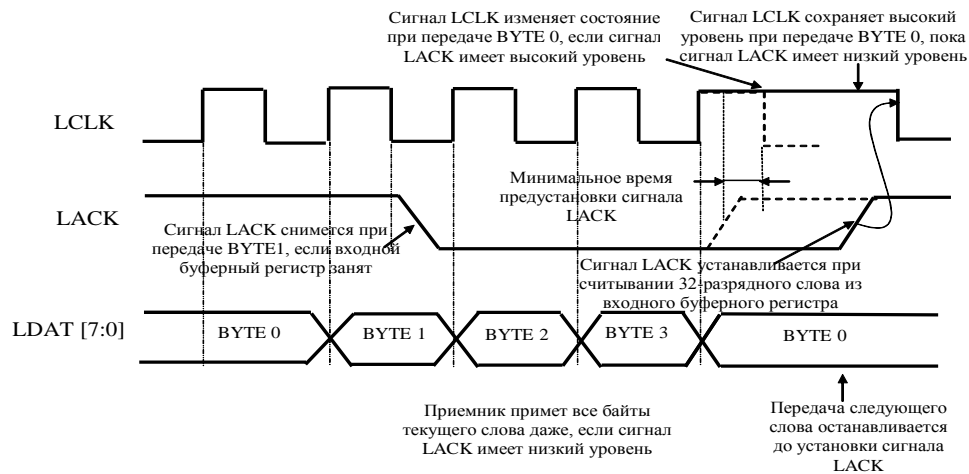 Сигнал LCLK изменяет состояние
при передаче BYTE 0, если сигнал
LACK имеет высокий уровень
Сигнал LCLK сохраняет высокий
уровень при передаче BYTE 0, пока
сигнал LACK имеет низкий уровень
LCLK
Минимальное время
предустановки сигнала
LACK
LACK
Сигнал LACK снимется при
передаче BYTE1, если входной
буферный регистр занят
Сигнал LACK устанавливается при
считывании 32-разрядного слова из
входного буферного регистра
LDAT [7:0]
BYTE 0
BYTE 1
BYTE 2
BYTE 3
BYTE 0
Приемник примет все байты
текущего слова даже, если сигнал
LACK имеет низкий уровень
Передача следующего
слова останавливается
до установки сигнала
LACK